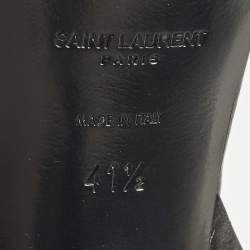 SAINT LAURENT
PARIS
MADE IN ITALY
41½